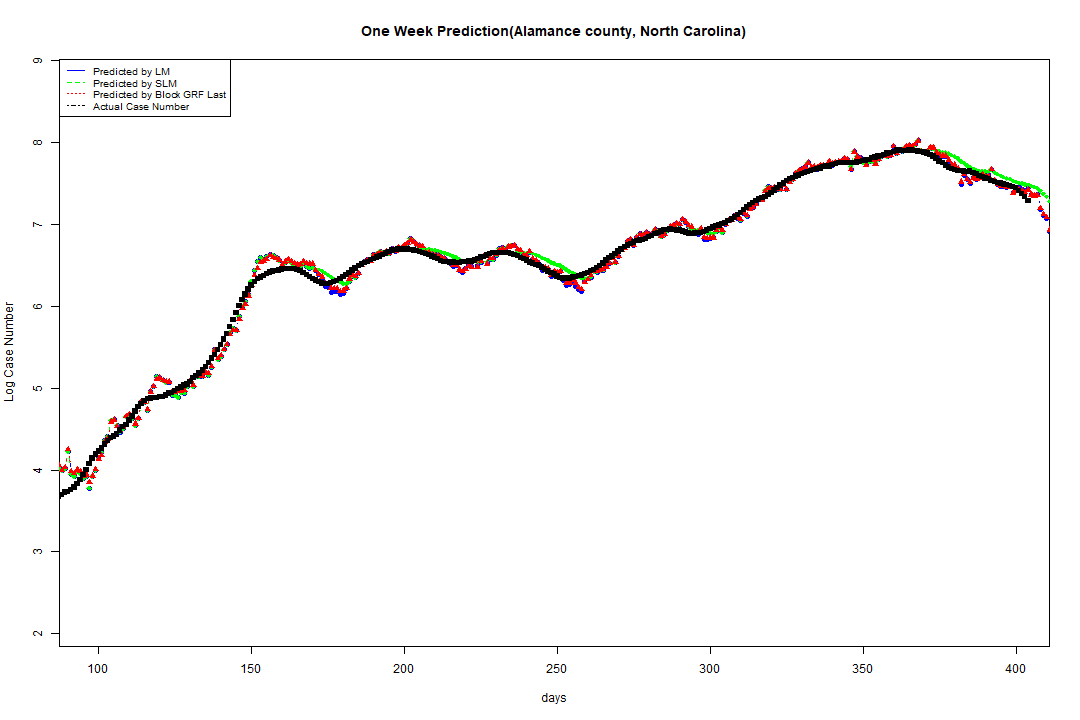 One Week Prediction(Alamance county, North Carolina)
Predicted by LM
Predicted by SLM
Predicted by Block GRF Last
Actual Case Number
9
8
7
6
5
4
3
2
Log Case Number
100 150 200 250 300 350 400
days